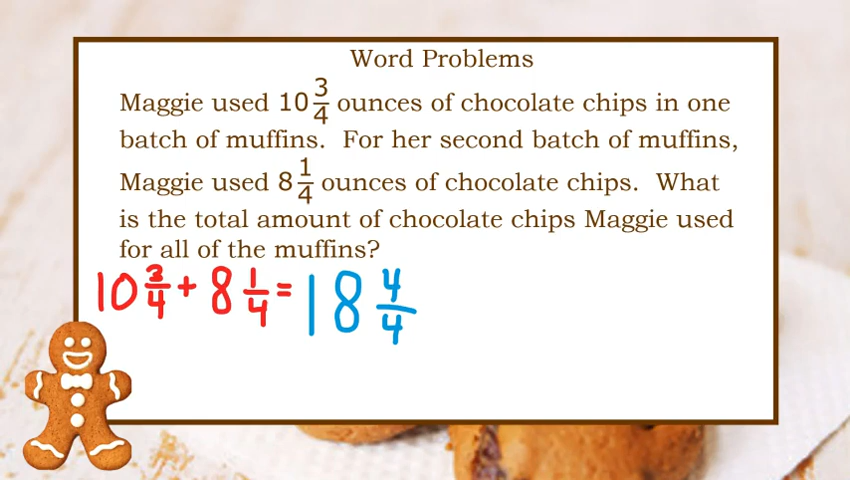 Word Problems
Maggie used 10 3/4 ounces of chocolate chips in one
batch of muffins. For her second batch of muffins,
Maggie used 8 1/4 ounces of chocolate chips. What
is the total amount of chocolate chips Maggie used
for all of the muffins?
10 3/4 + 8 1/4 = 18 4/4